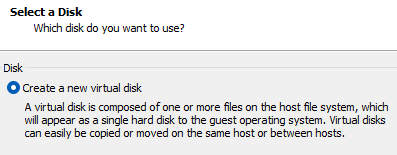 Select a Disk
Which disk do you want to use?
Disk
Create a new virtual disk
A virtual disk is composed of one or more files on the host file system, which
will appear as a single hard disk to the guest operating system. Virtual disks
can easily be copied or moved on the same host or between hosts.